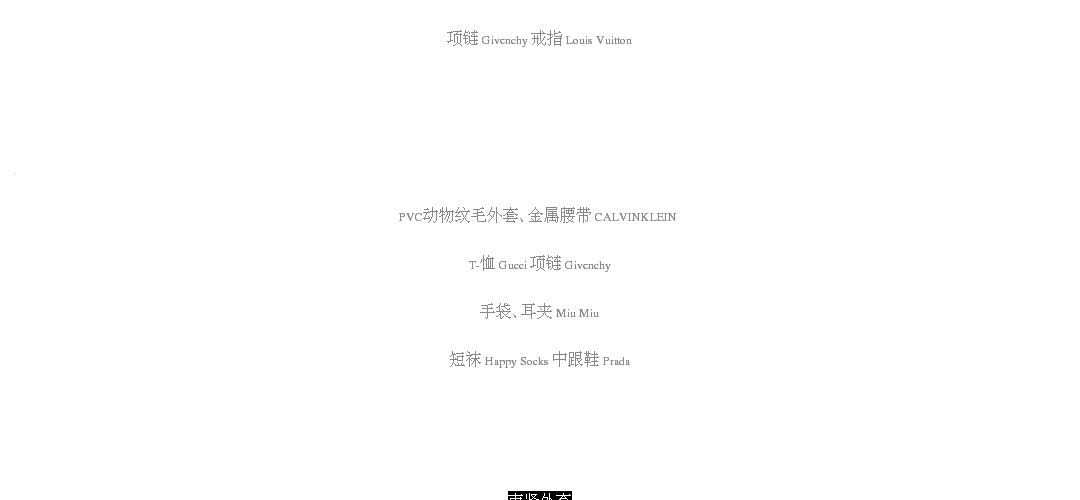 项链 Givenchy 戒指 Louis Vuitton
PVC动物纹毛外套、金属腰带 CALVINKLEIN
T-恤 Gucci 项链 Givenchy
手袋、耳夹 Miu Miu
短袜 Happy Socks 中跟鞋 Prada
外套